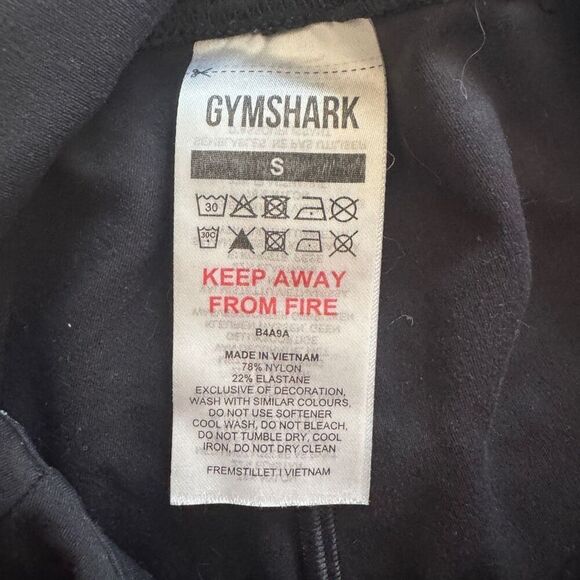 GYMSHARK
S
30
30C
KEEP AWAY
FROM FIRE
B4A9A
MADE IN VIETNAM
78% NYLON
22% ELASTANE
EXCLUSIVE OF DECORATION,
WASH WITH SIMILAR COLOURS,
DO NOT USE SOFTENER
COOL WASH, DO NOT BLEACH,
DO NOT TUMBLE DRY, COOL
IRON, DO NOT DRY CLEAN
FREMSTILLET I VIETNAM